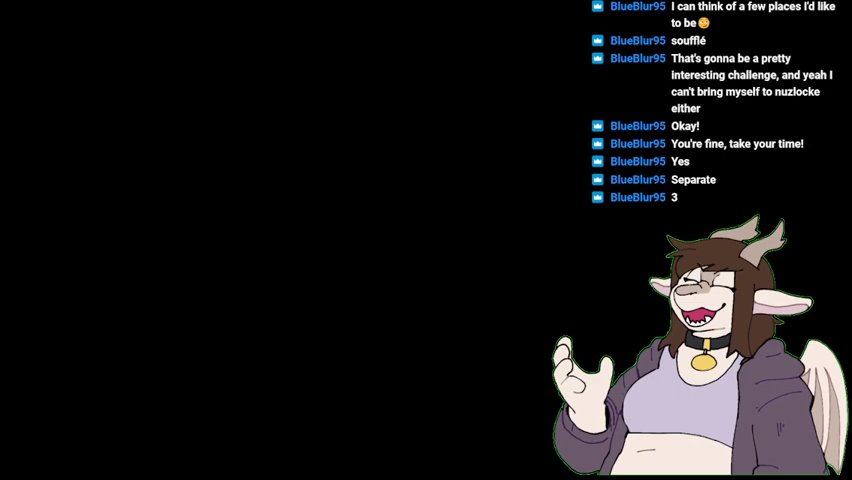 BlueBlur95 I can think of a few places I'd like
to be
BlueBlur95 soufflé
BlueBlur95 That's gonna be a pretty
interesting challenge, and yeah I
can't bring myself to nuzlocke
either
BlueBlur95 Okay!
BlueBlur95 You're fine, take your time!
BlueBlur95 Yes
BlueBlur95 Separate
BlueBlur95 3